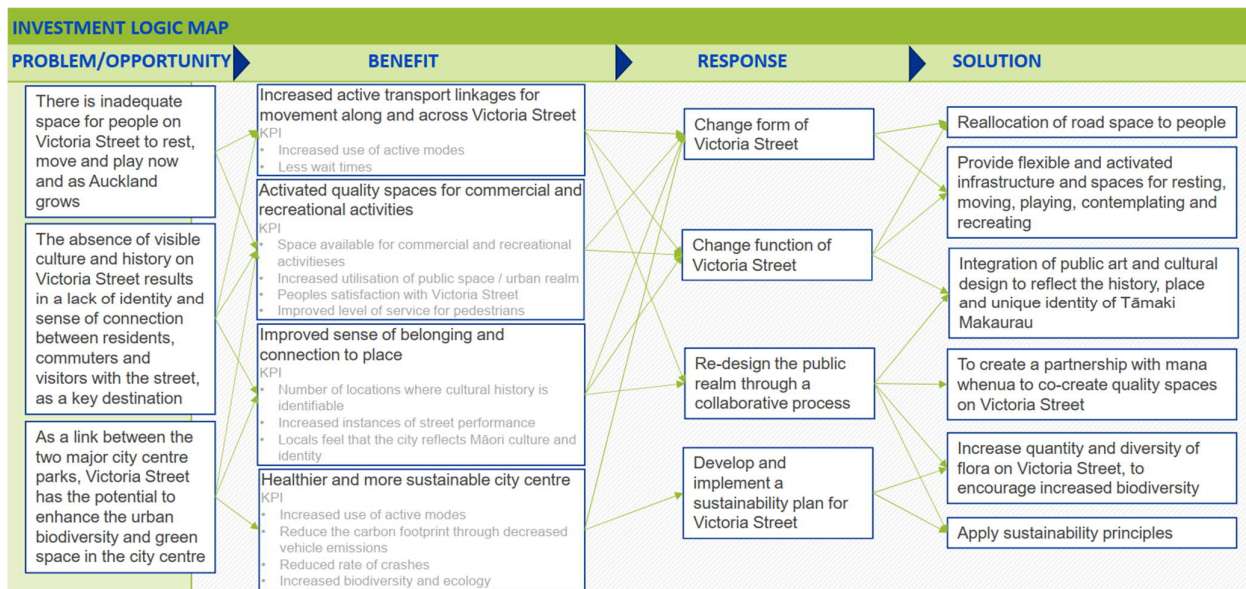 INVESTMENT LOGIC MAP
PROBLEM/OPPORTUNITY
BENEFIT
RESPONSE
SOLUTION
There is inadequate
space for people on
Victoria Street to rest,
move and play now
and as Auckland
grows
The absence of visible
culture and history on
Victoria Street results
in a lack of identity and
sense of connection
between residents,
commuters and
visitors with the street,
as a key destination
As a link between the
two major city centre
parks, Victoria Street
has the potential to
enhance the urban
biodiversity and green
space in the city centre
Increased active transport linkages for
movement along and across Victoria Street
KPI
• Increased use of active modes
• Less wait times
Activated quality spaces for commercial and
recreational activities
KPI
• Space available for commercial and recreational
activitieses
• Increased utilisation of public space / urban realm
• Peoples satisfaction with Victoria Street
• Improved level of service for pedestrians
Improved sense of belonging and
connection to place
KPI
• Number of locations where cultural history is
identifiable
• Increased instances of street performance
• Locals feel that the city reflects Māori culture and
identity
Healthier and more sustainable city centre
KPI
• Increased use of active modes
• Reduce the carbon footprint through decreased
vehicle emissions
• Reduced rate of crashes
• Increased biodiversity and ecology
Change form of
Victoria Street
Change function of
Victoria Street
Re-design the public
realm through a
collaborative process
Develop and
implement a
sustainability plan for
Victoria Street
Reallocation of road space to people
Provide flexible and activated
infrastructure and spaces for resting,
moving, playing, contemplating and
recreating
Integration of public art and cultural
design to reflect the history, place
and unique identity of Tāmaki
Makaurau
To create a partnership with mana
whenua to co-create quality spaces
on Victoria Street
Increase quantity and diversity of
flora on Victoria Street, to
encourage increased biodiversity
Apply sustainability principles